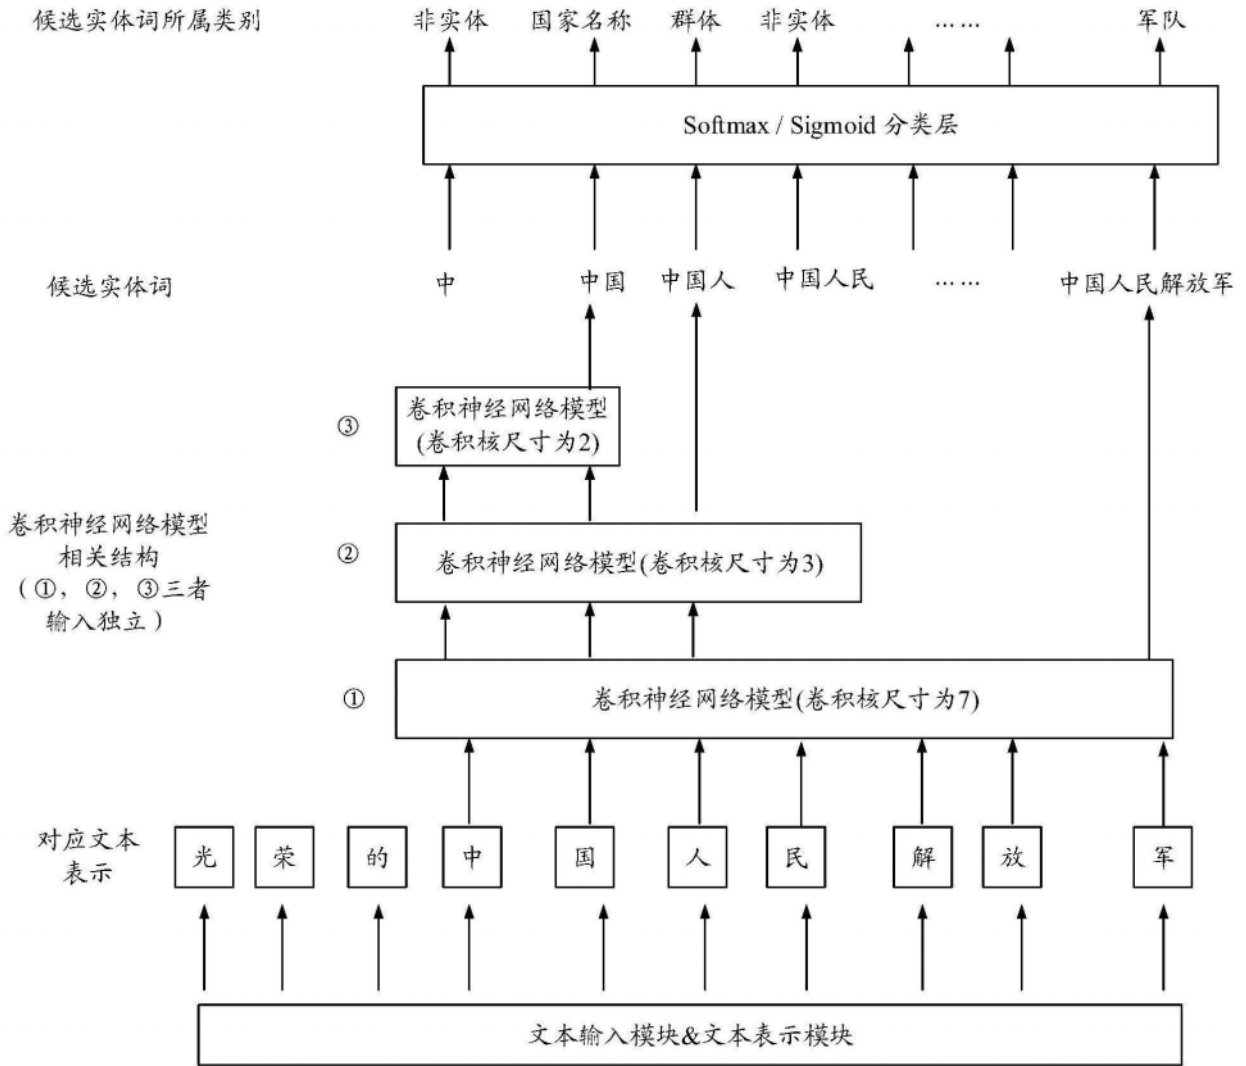 候选实体词所属类别
非实体 国家名称 群体 非实体 …… 军队
Softmax / Sigmoid 分类层
候选实体词
中 中国 中国人 中国人民 …… 中国人民解放军
③
卷积神经网络模型
(卷积核尺寸为2)
卷积神经网络模型
相关结构
（①，②，③三者
输入独立）
②
卷积神经网络模型(卷积核尺寸为3)
①
卷积神经网络模型(卷积核尺寸为7)
对应文本
表示
光 荣 的 中 国 人 民 解 放 军
文本输入模块&文本表示模块